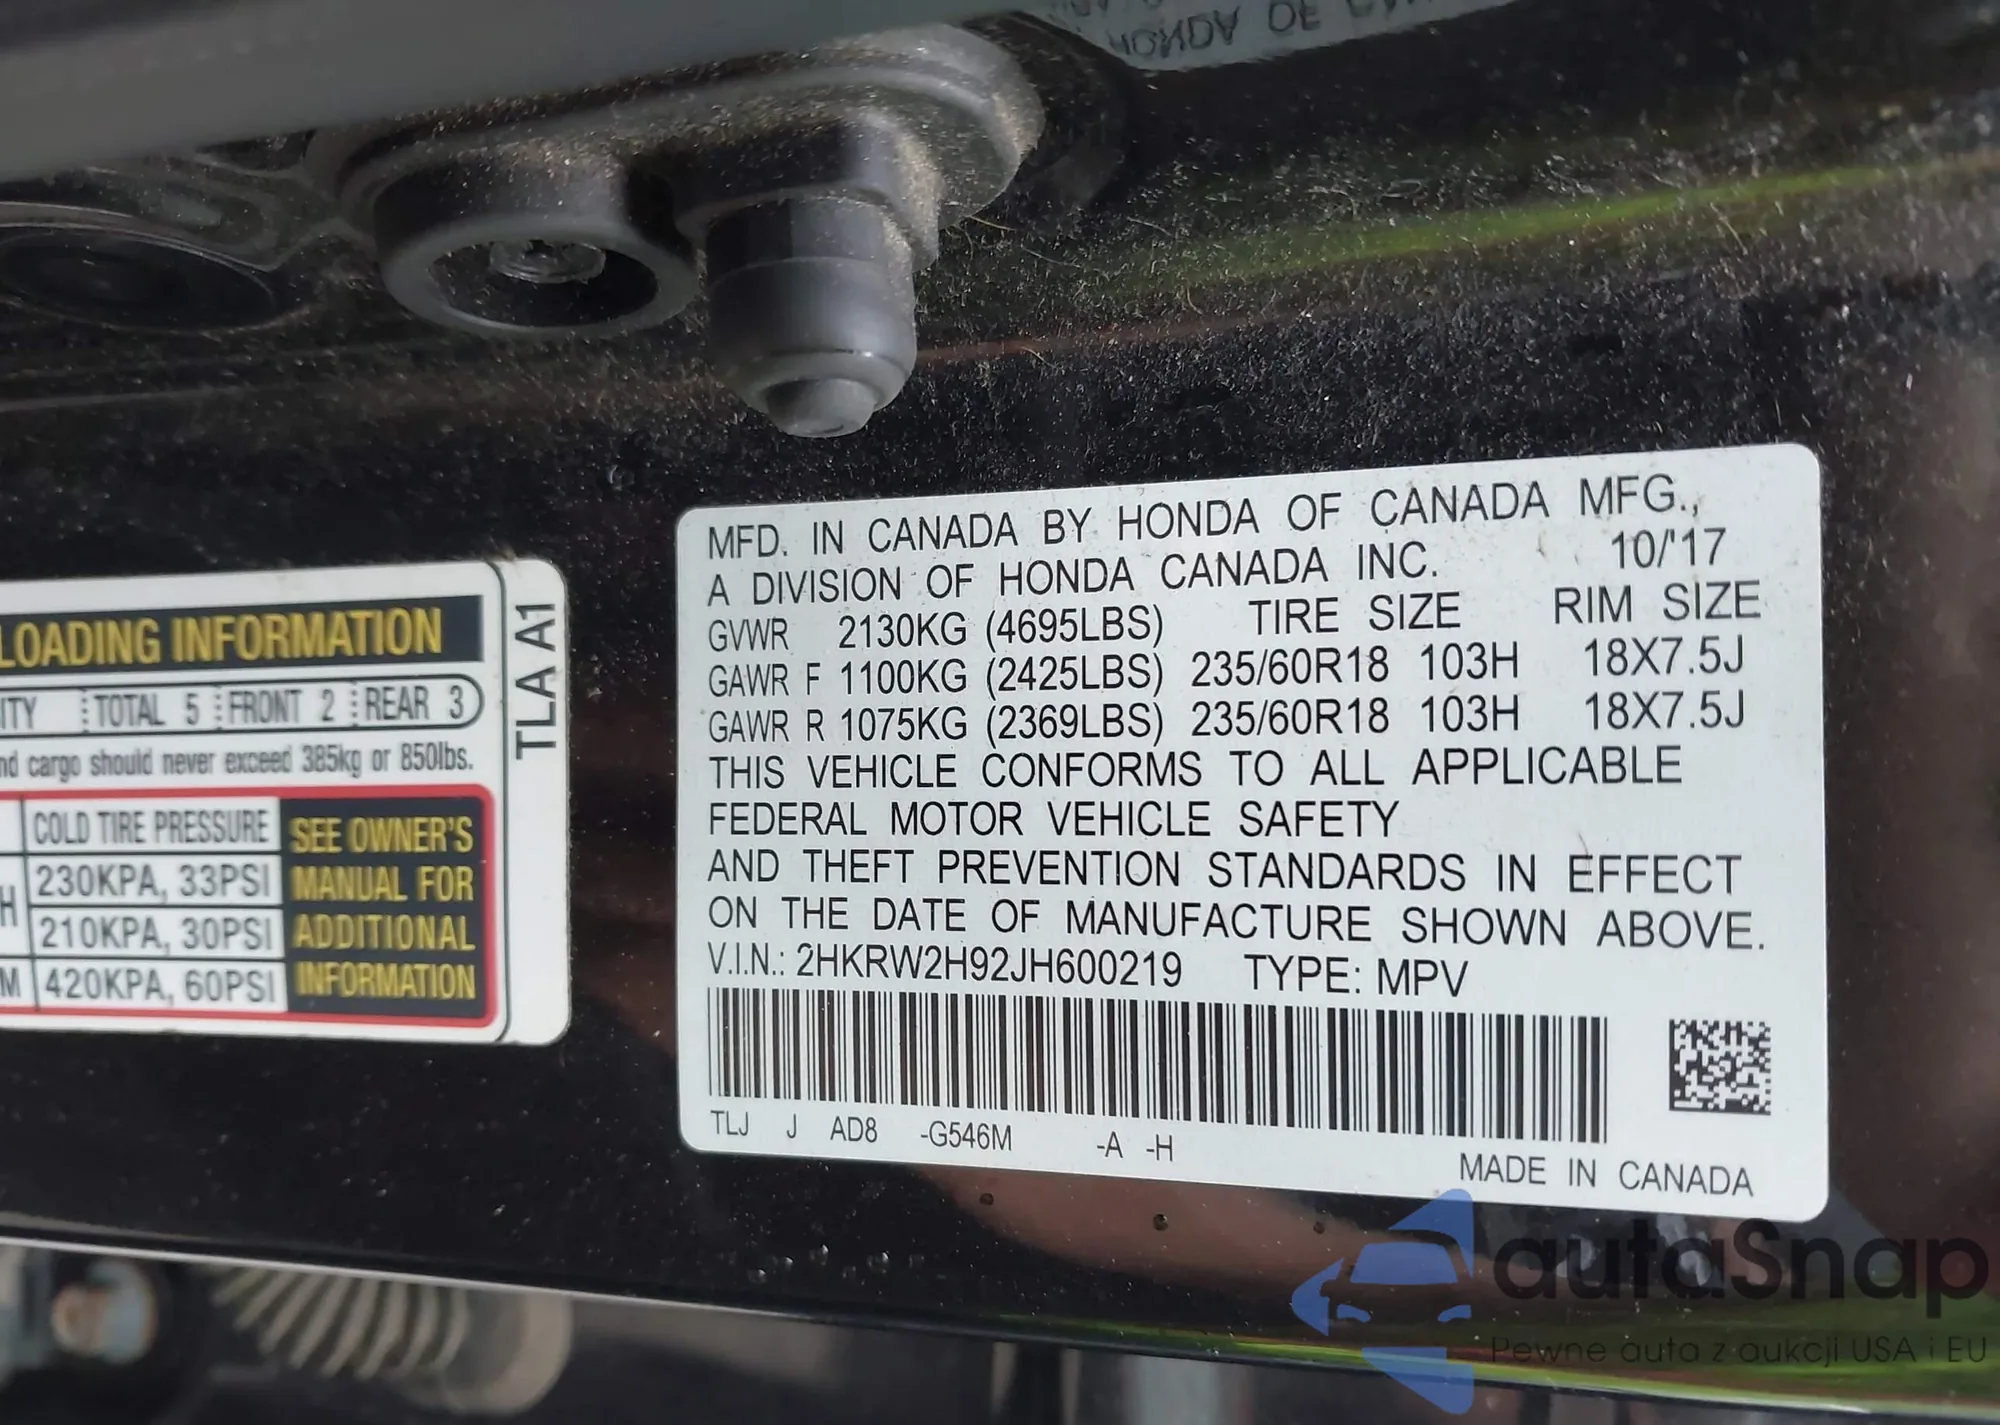 HONDA OF
LOADING INFORMATION
ITY TOTAL 5 FRONT 2 REAR 3
nd cargo should never exceed 385kg or 850lbs.
COLD TIRE PRESSURE
H 230KPA, 33PSI
210KPA, 30PSI
M 420KPA, 60PSI
SEE OWNER'S
MANUAL FOR
ADDITIONAL
INFORMATION
TLA A1
MFD. IN CANADA BY HONDA OF CANADA MFG.,
A DIVISION OF HONDA CANADA INC. 10/'17
GVWR 2130KG (4695LBS) TIRE SIZE RIM SIZE
GAWR F 1100KG (2425LBS) 235/60R18 103H 18X7.5J
GAWR R 1075KG (2369LBS) 235/60R18 103H 18X7.5J
THIS VEHICLE CONFORMS TO ALL APPLICABLE
FEDERAL MOTOR VEHICLE SAFETY
AND THEFT PREVENTION STANDARDS IN EFFECT
ON THE DATE OF MANUFACTURE SHOWN ABOVE.
V.I.N.: 2HKRW2H92JH600219 TYPE: MPV
TLJ J AD8 -G546M -A -H
MADE IN CANADA
autaSnap
Pewne auta z aukcji USA i EU